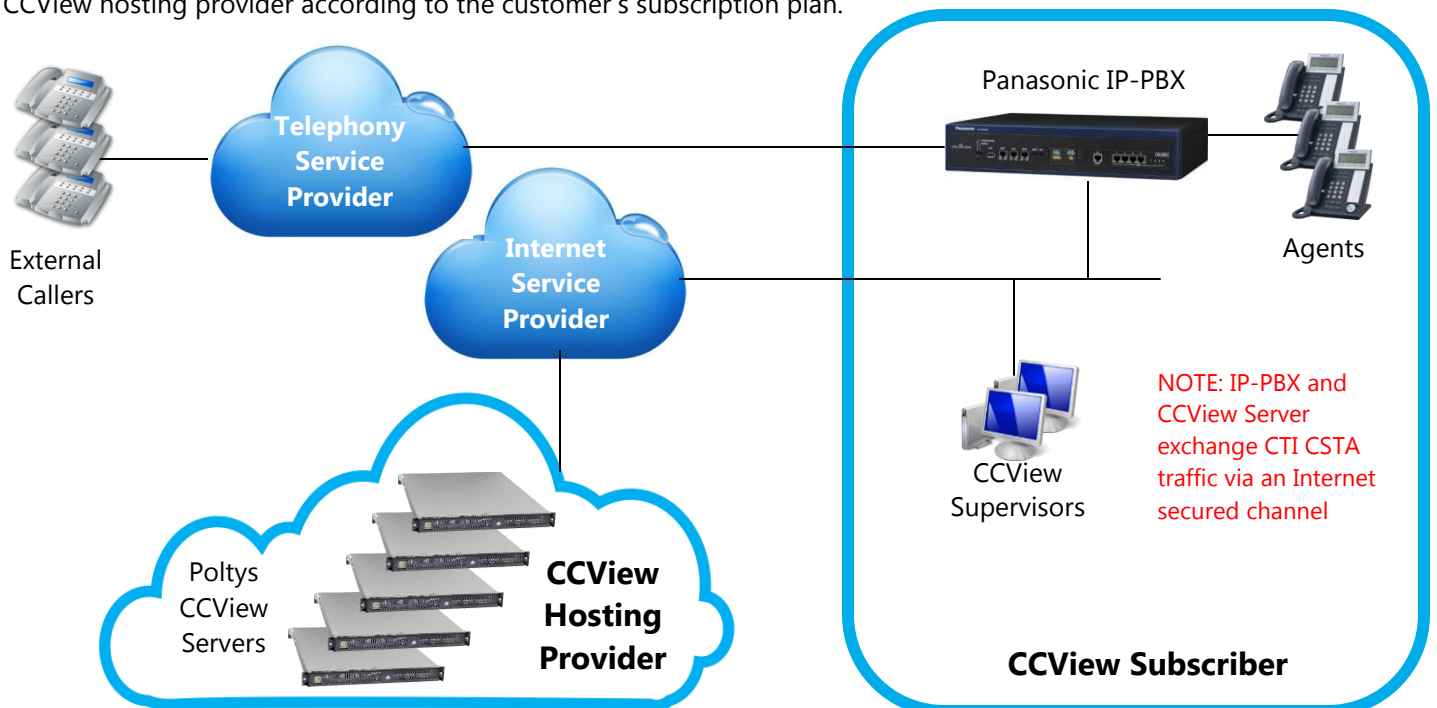 CCView hosting provider according to the customer's subscription plan.
Panasonic IP-PBX
Telephony
Service
Provider
Panasonic
External
Callers
Internet
Service
Provider
Agents
NOTE: IP-PBX and
CCView Server
exchange CTI CSTA
traffic via an Internet
secured channel
CCView
Supervisors
Poltys
CCView
Servers
CCView
Hosting
Provider
CCView Subscriber